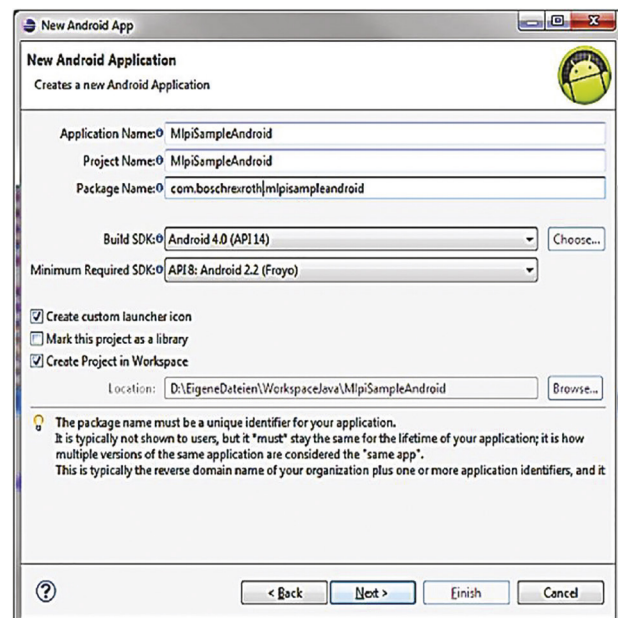 New Android App
New Android Application
Creates a new Android Application
Application Name: MlpiSampleAndroid
Project Name: MlpiSampleAndroid
Package Name: com.boschrexroth.mlpisampleandroid
Build SDK: Android 4.0 (API 14) Choose...
Minimum Required SDK: API 8: Android 2.2 (Froyo)
Create custom launcher icon
Mark this project as a library
Create Project in Workspace
Location: D:\EigeneDateien\WorkspaceJava\MlpiSampleAndroid Browse...
The package name must be a unique identifier for your application.
It is typically not shown to users, but it *must* stay the same for the lifetime of your application; it is how
multiple versions of the same application are considered the "same app".
This is typically the reverse domain name of your organization plus one or more application identifiers, and it
? < Back Next > Finish Cancel